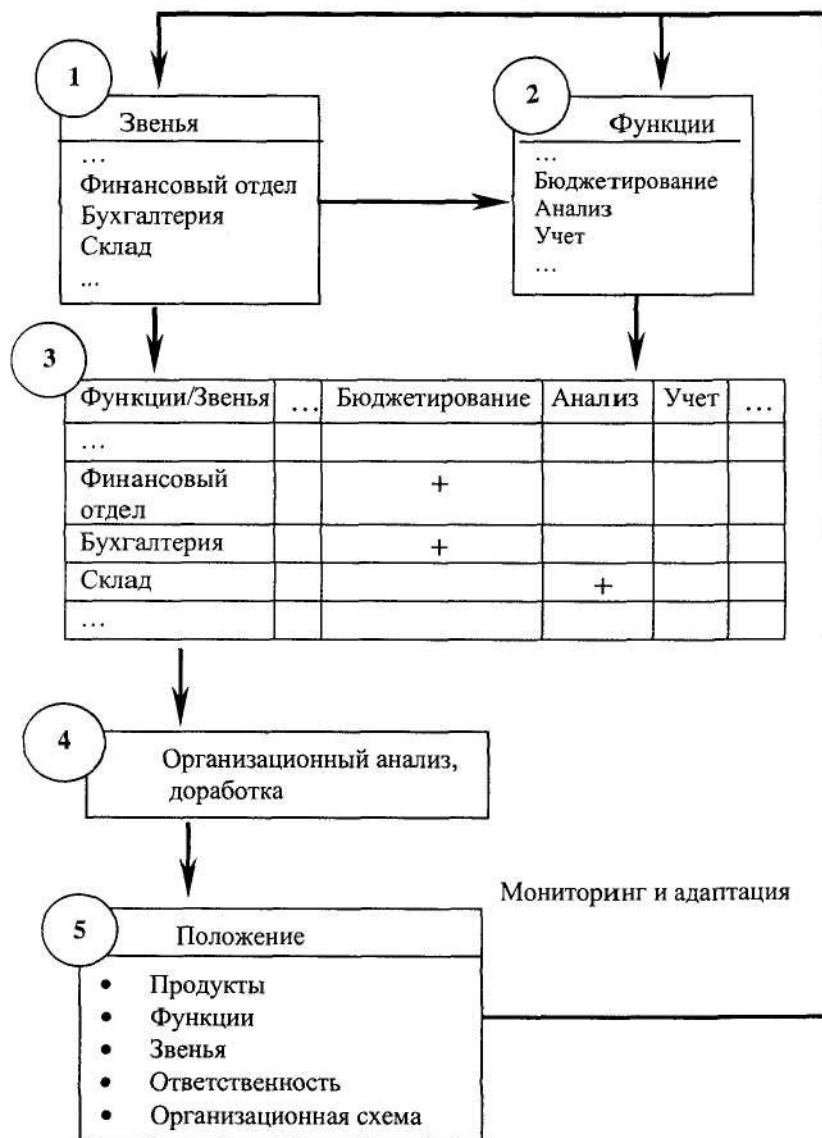 1
Звенья
…
Финансовый отдел
Бухгалтерия
Склад
...
2
Функции
…
Бюджетирование
Анализ
Учет
…
3
Функции/Звенья … Бюджетирование Анализ Учет …
…
Финансовый +
отдел
Бухгалтерия +
Склад +
…
4
Организационный анализ,
доработка
Мониторинг и адаптация
5
Положение
• Продукты
• Функции
• Звенья
• Ответственность
• Организационная схема